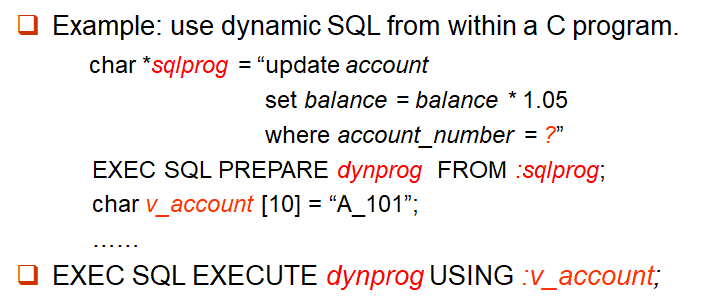 ❑ Example: use dynamic SQL from within a C program.
char *sqlprog = “update account
set balance = balance * 1.05
where account_number = ?”
EXEC SQL PREPARE dynprog FROM :sqlprog;
char v_account [10] = “A_101”;
……
❑ EXEC SQL EXECUTE dynprog USING :v_account;